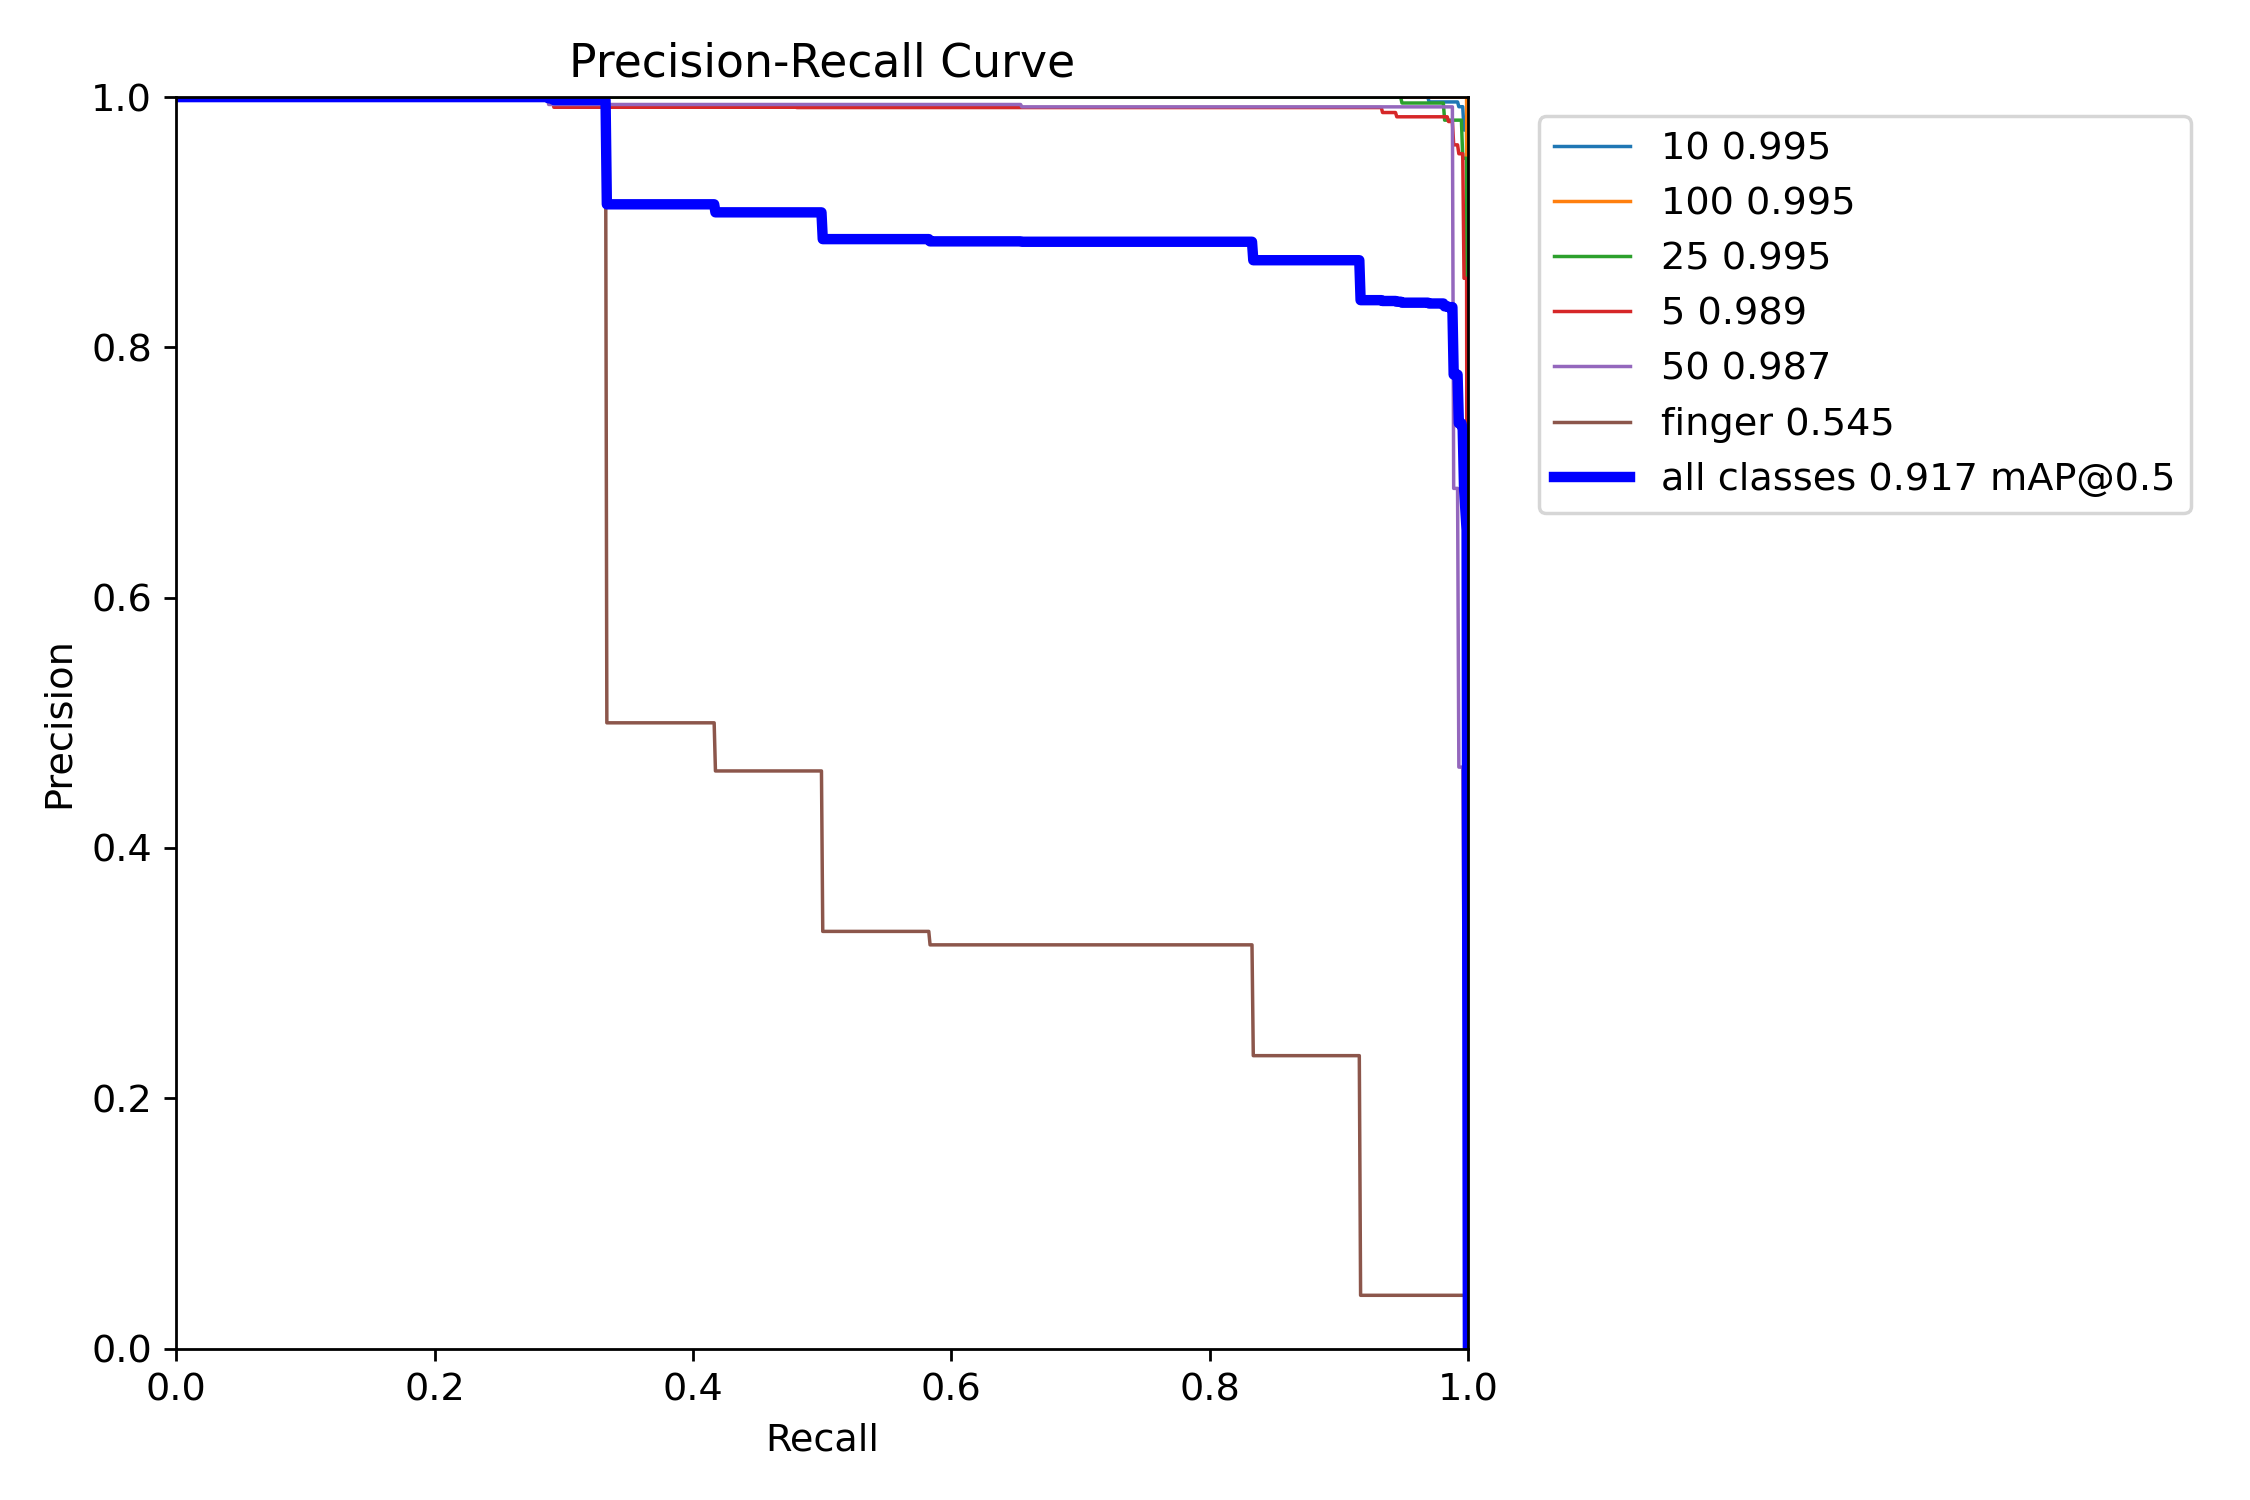 Precision-Recall Curve
1.0
0.8
0.6
0.4
0.2
0.0
Precision
0.0 0.2 0.4 0.6 0.8 1.0
Recall
10 0.995
100 0.995
25 0.995
5 0.989
50 0.987
finger 0.545
all classes 0.917 mAP@0.5